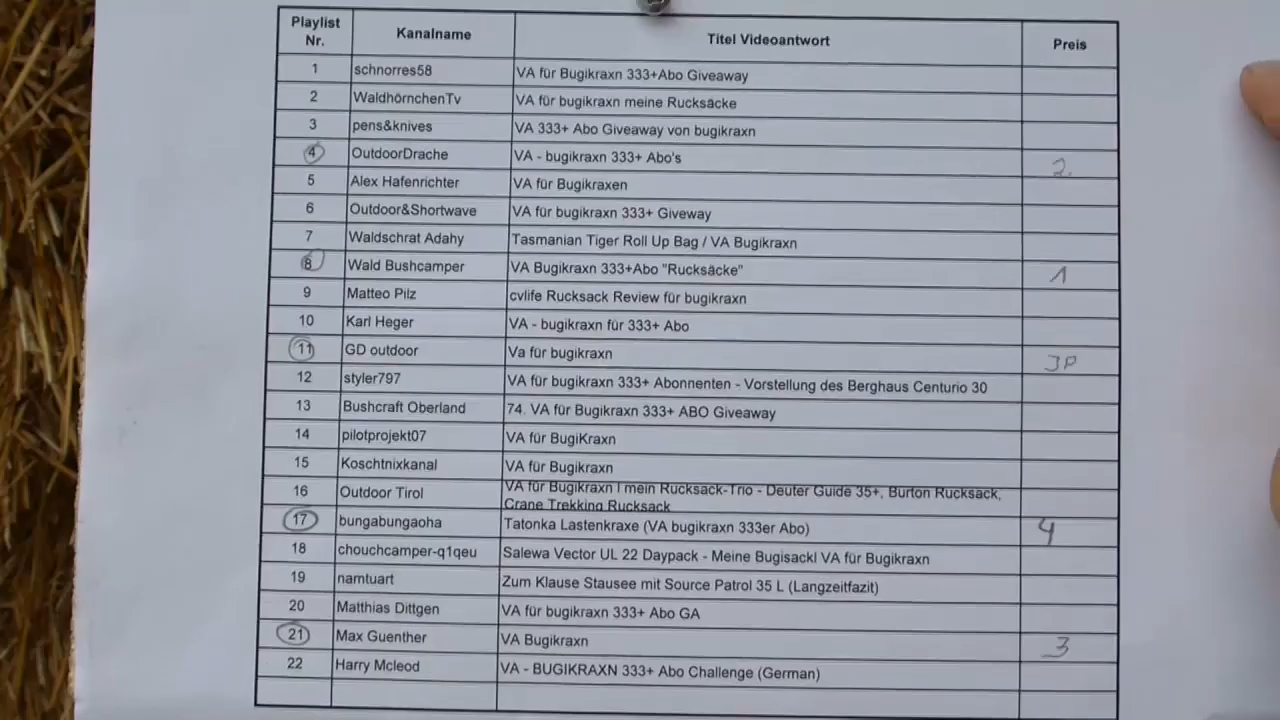 Playlist Nr. Kanalname Titel Videoantwort Preis
1 schnorres58 VA für Bugikraxn 333+Abo Giveaway
2 WaldhörnchenTv VA für bugikraxn meine Rucksäcke
3 pens&knives VA 333+ Abo Giveaway von bugikraxn
4 OutdoorDrache VA - bugikraxn 333+ Abo's 2.
5 Alex Hafenrichter VA für Bugikraxen
6 Outdoor&Shortwave VA für bugikraxn 333+ Giveway
7 Waldschrat Adahy Tasmanian Tiger Roll Up Bag / VA Bugikraxn
8 Wald Bushcamper VA Bugikraxn 333+Abo "Rucksäcke" 1
9 Matteo Pilz cvlife Rucksack Review für bugikraxn
10 Karl Heger VA - bugikraxn für 333+ Abo
11 GD outdoor Va für bugikraxn JP
12 styler797 VA für bugikraxn 333+ Abonnenten - Vorstellung des Berghaus Centurio 30
13 Bushcraft Oberland 74. VA für Bugikraxn 333+ ABO Giveaway
14 pilotprojekt07 VA für BugiKraxn
15 Koschtnixkanal VA für Bugikraxn
16 Outdoor Tirol VA für Bugikraxn I mein Rucksack-Trio - Deuter Guide 35+, Burton Rucksack,
Crane Trekking Rucksack
17 bungabungaoha Tatonka Lastenkraxe (VA bugikraxn 333er Abo) 4
18 chouchcamper-q1qeu Salewa Vector UL 22 Daypack - Meine Bugisackl VA für Bugikraxn
19 namtuart Zum Klause Stausee mit Source Patrol 35 L (Langzeitfazit)
20 Matthias Dittgen VA für bugikraxn 333+ Abo GA
21 Max Guenther VA Bugikraxn 3
22 Harry Mcleod VA - BUGIKRAXN 333+ Abo Challenge (German)